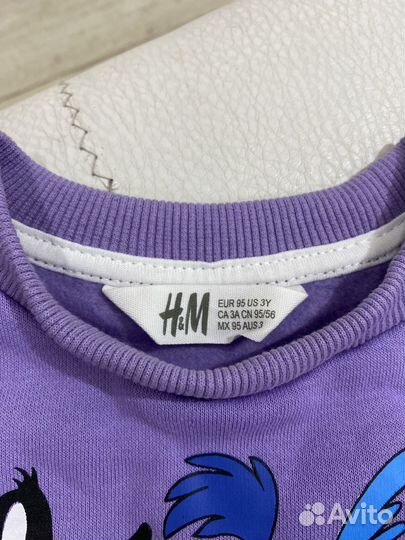 H&M
EUR 95 US 3Y
CA 3A CN 95/56
MX 95 AUS 3
Avito